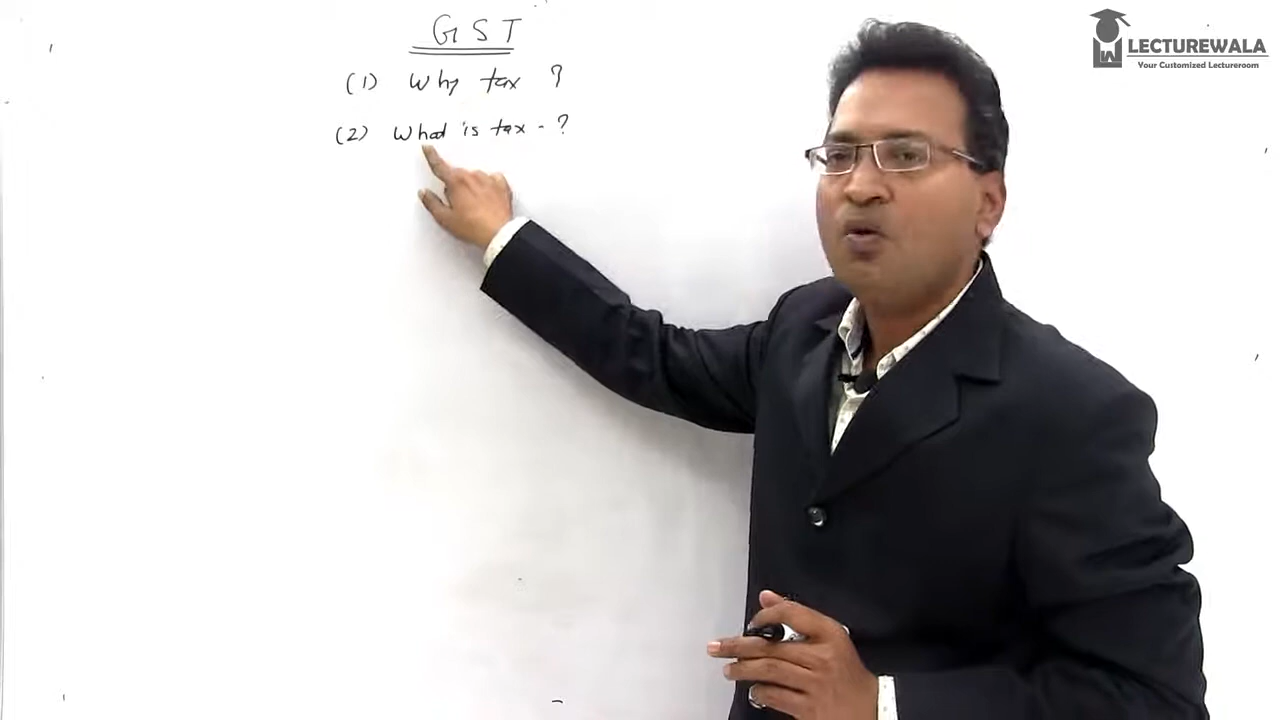 GST
(1) Why tax ?
(2) What is tax - ?
LECTUREWALA
Your Customized Lectureroom